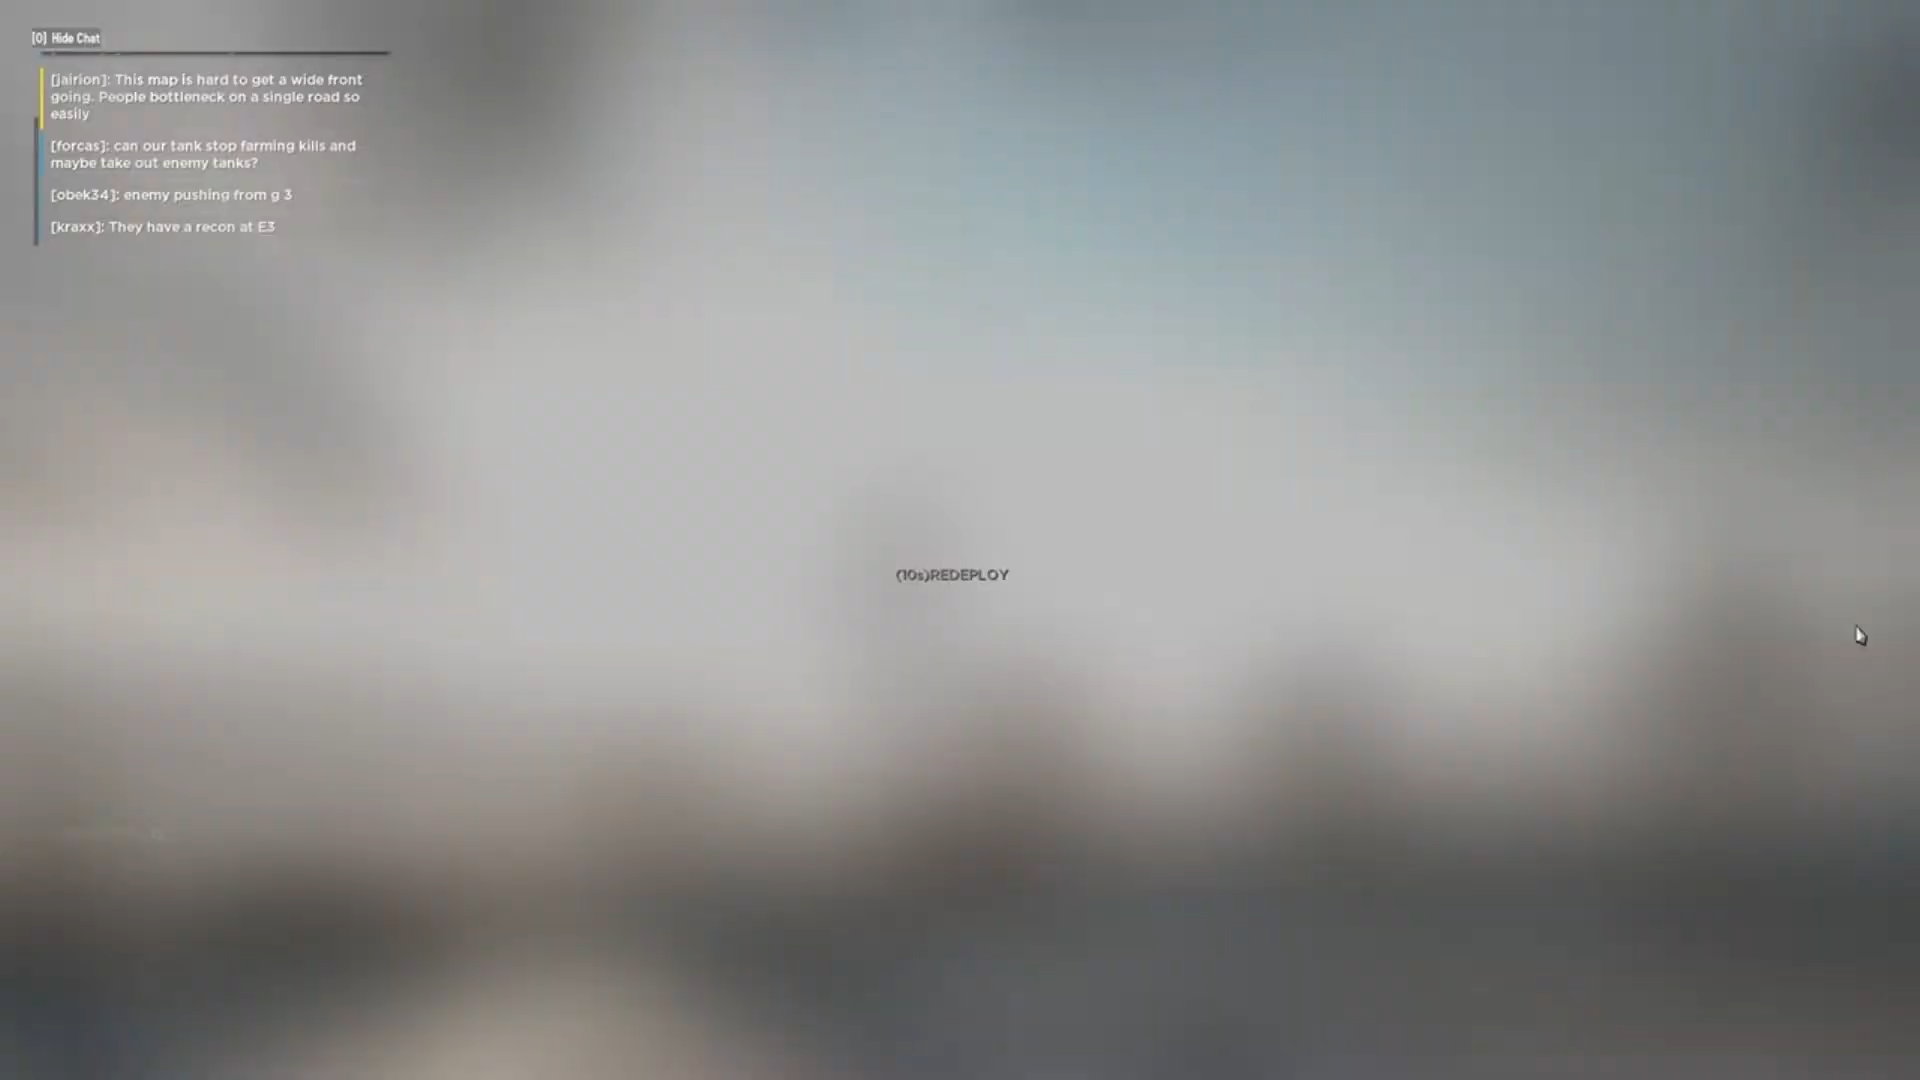 [0] Hide Chat
[jairion]: This map is hard to get a wide front
going. People bottleneck on a single road so
easily
[forcas]: can our tank stop farming kills and
maybe take out enemy tanks?
[obek34]: enemy pushing from g 3
[kraxx]: They have a recon at E3
(10s)REDEPLOY